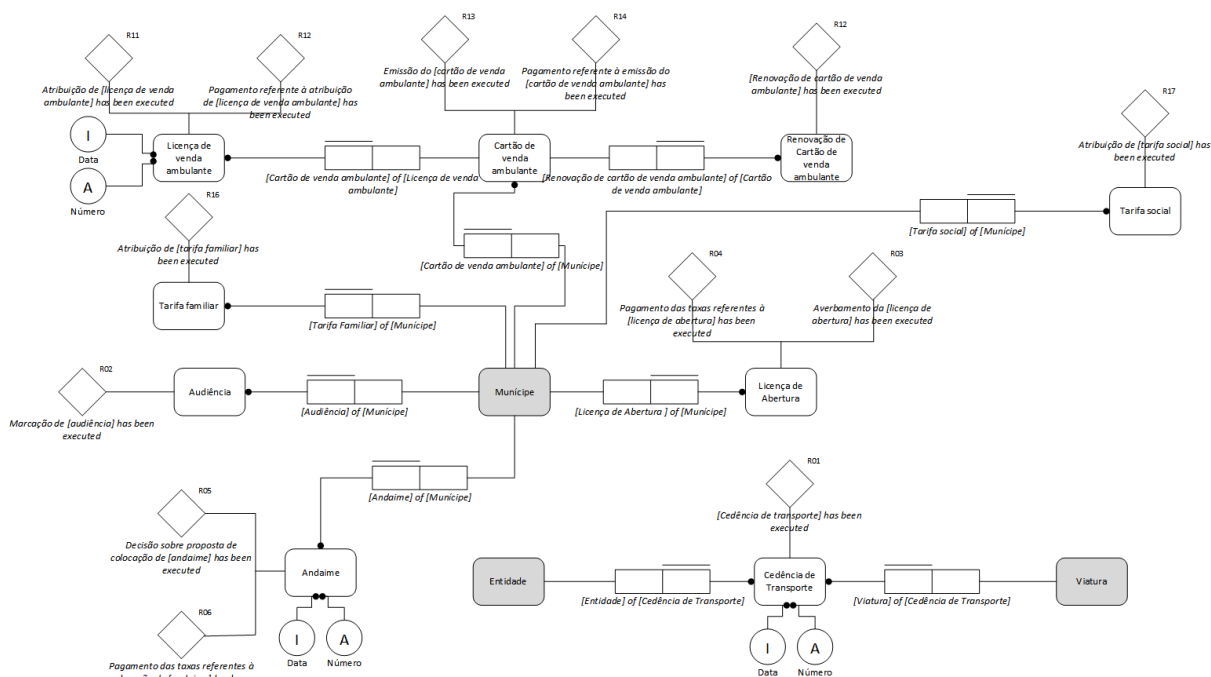 R11
R12
Atribuição de [licença de venda
ambulante] has been executed
Pagamento referente à atribuição
de [licença de venda ambulante] has
been executed
I
Data
A
Número
Licença de
venda
ambulante
R13
R14
Emissão do [cartão de venda
ambulante] has been executed
Pagamento referente à emissão do
[cartão de venda ambulante] has
been executed
[Cartão de venda ambulante] of [Licença de venda
ambulante]
Cartão de
venda
ambulante
R12
[Renovação de cartão de venda
ambulante] has been executed
[Renovação de cartão de venda ambulante] of [Cartão
de venda ambulante]
Renovação de
Cartão de
venda
ambulante
R17
Atribuição de [tarifa social] has
been executed
[Tarifa social] of [Munícipe]
Tarifa social
R16
Atribuição de [tarifa familiar] has
been executed
Tarifa familiar
[Tarifa Familiar] of [Munícipe]
[Cartão de venda ambulante] of [Munícipe]
R04
R03
Pagamento das taxas referentes à
[licença de abertura] has been
executed
Averbamento da [licença de
abertura] has been executed
R02
Marcação de [audiência] has been
executed
Audiência
[Audiência] of [Munícipe]
Munícipe
[Licença de Abertura ] of [Munícipe]
Licença de
Abertura
[Andaime] of [Munícipe]
R05
Decisão sobre proposta de
colocação de [andaime] has been
executed
Andaime
R06
Pagamento das taxas referentes à
I
Data
A
Número
R01
[Cedência de transporte] has been
executed
Entidade
[Entidade] of [Cedência de Transporte]
Cedência de
Transporte
[Viatura] of [Cedência de Transporte]
Viatura
I
Data
A
Número